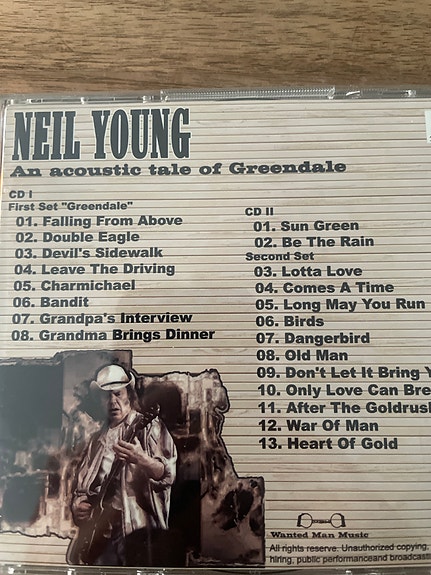 NEIL YOUNG
An acoustic tale of Greendale
CD I
First Set "Greendale"
01. Falling From Above
02. Double Eagle
03. Devil's Sidewalk
04. Leave The Driving
05. Charmichael
06. Bandit
07. Grandpa's Interview
08. Grandma Brings Dinner
CD II
01. Sun Green
02. Be The Rain
Second Set
03. Lotta Love
04. Comes A Time
05. Long May You Run
06. Birds
07. Dangerbird
08. Old Man
09. Don't Let It Bring
10. Only Love Can
11. After The
12. War Of Man
13. Heart Of Gold
Wanted Man Music
All rights reserve. Unauthorized copying,
hiring, public performance and